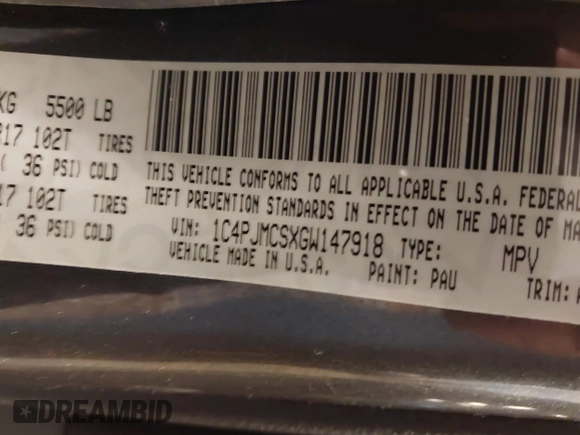 KG 5500 LB
R17 102T TIRES
( 36 PSI) COLD
17 102T TIRES
36 PSI) COLD
THIS VEHICLE CONFORMS TO ALL APPLICABLE U.S.A. FEDERAL
THEFT PREVENTION STANDARDS IN EFFECT ON THE DATE OF MA
VIN: 1C4PJMCSXGW147918 TYPE: MPV
VEHICLE MADE IN U.S.A. PAINT: PAU TRIM:
DREAMBID